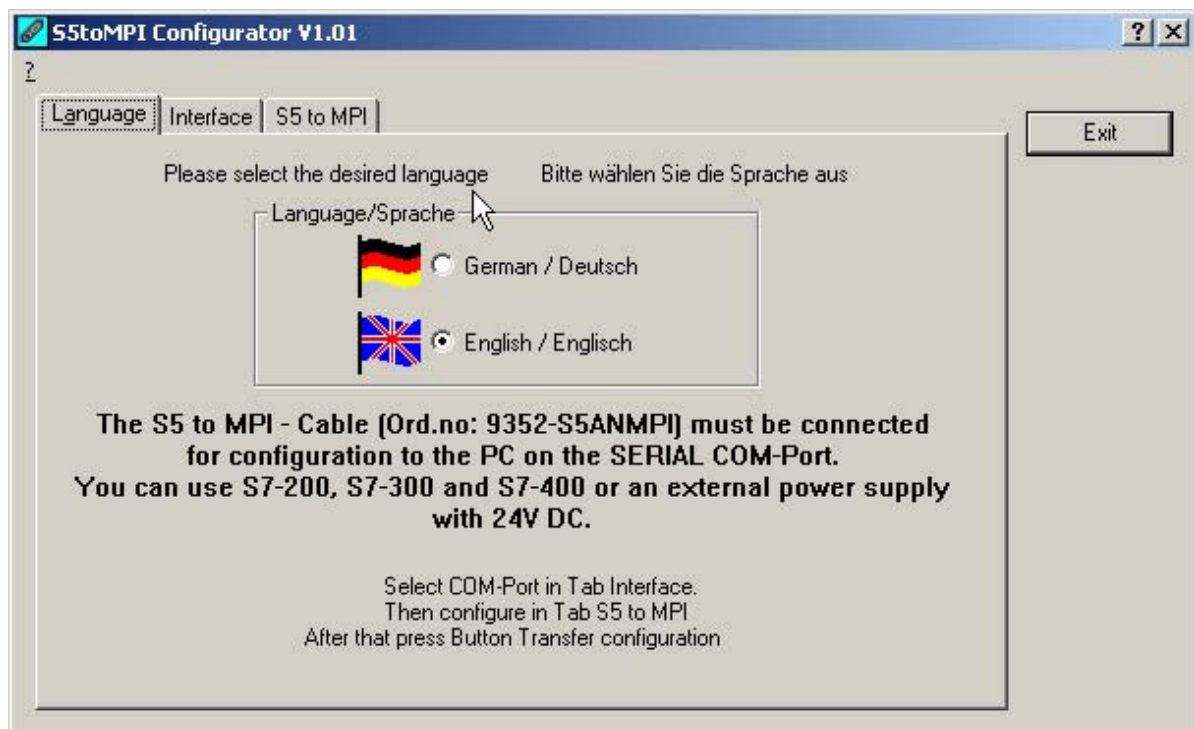 S5toMPI Configurator V1.01
?
Language Interface S5 to MPI
Exit
Please select the desired language Bitte wählen Sie die Sprache aus
Language/Sprache
German / Deutsch
English / Englisch
The S5 to MPI - Cable (Ord.no: 9352-S5ANMPI) must be connected
for configuration to the PC on the SERIAL COM-Port.
You can use S7-200, S7-300 and S7-400 or an external power supply
with 24V DC.
Select COM-Port in Tab Interface.
Then configure in Tab S5 to MPI
After that press Button Transfer configuration